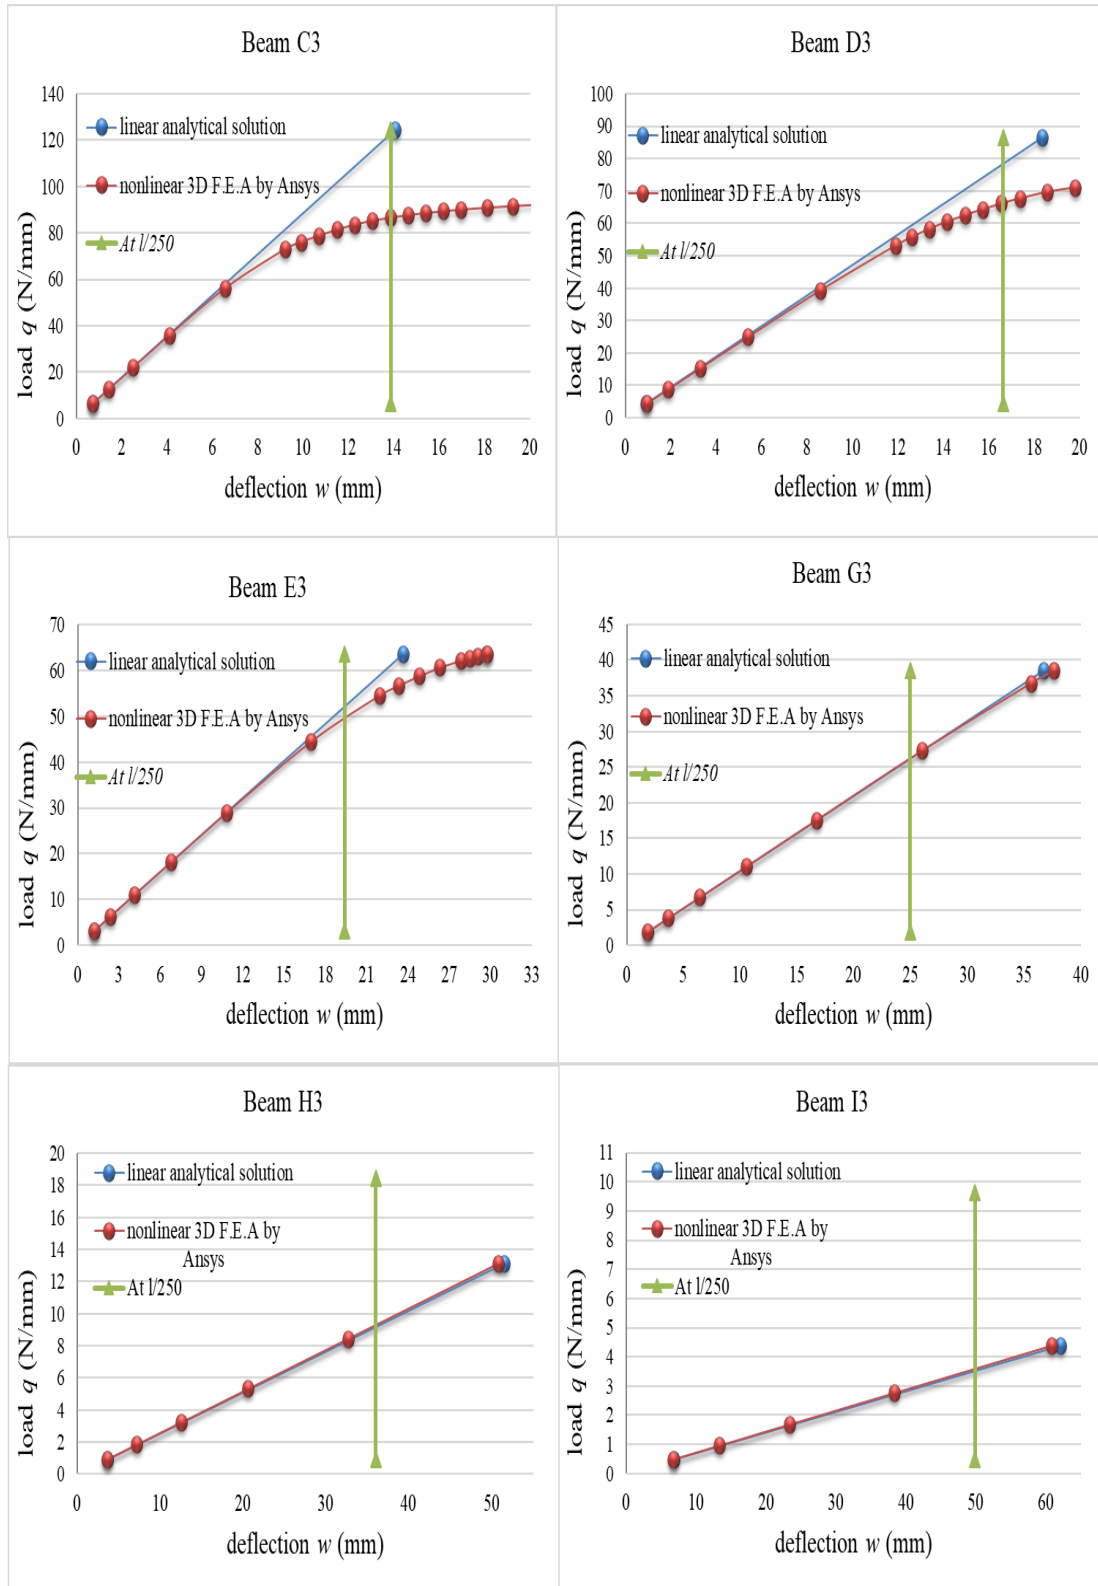 Beam C3
140
120
100
80
60
40
20
0
0 2 4 6 8 10 12 14 16 18 20
load q (N/mm)
deflection w (mm)
linear analytical solution
nonlinear 3D F.E.A by Ansys
At l/250
Beam D3
100
90
80
70
60
50
40
30
20
10
0
0 2 4 6 8 10 12 14 16 18 20
load q (N/mm)
deflection w (mm)
linear analytical solution
nonlinear 3D F.E.A by Ansys
At l/250
Beam E3
70
60
50
40
30
20
10
0
0 3 6 9 12 15 18 21 24 27 30 33
load q (N/mm)
deflection w (mm)
linear analytical solution
nonlinear 3D F.E.A by Ansys
At l/250
Beam G3
45
40
35
30
25
20
15
10
5
0
0 5 10 15 20 25 30 35 40
load q (N/mm)
deflection w (mm)
linear analytical solution
nonlinear 3D F.E.A by Ansys
At l/250
Beam H3
20
18
16
14
12
10
8
6
4
2
0
0 10 20 30 40 50
load q (N/mm)
deflection w (mm)
linear analytical solution
nonlinear 3D F.E.A by
Ansys
At l/250
Beam I3
11
10
9
8
7
6
5
4
3
2
1
0
0 10 20 30 40 50 60
load q (N/mm)
deflection w (mm)
linear analytical solution
nonlinear 3D F.E.A by
Ansys
At l/250